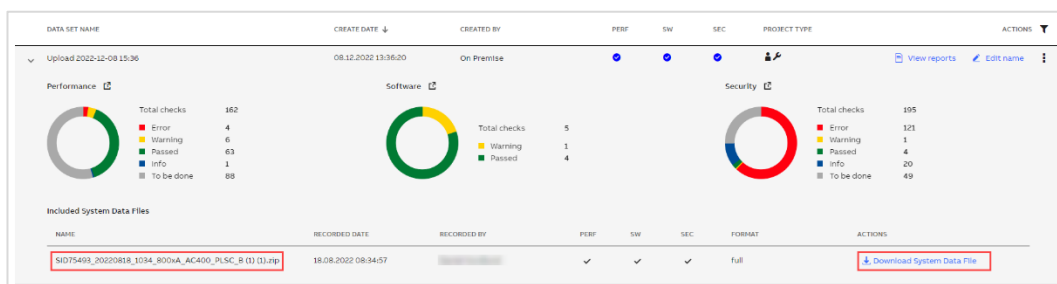 DATA SET NAME CREATE DATE CREATED BY PERF SW SEC PROJECT TYPE ACTIONS
Upload 2022-12-08 15:36 08.12.2022 13:36:20 On Premise View reports Edit name
Performance Software Security
Total checks 162
Error 4
Warning 6
Passed 63
Info 1
To be done 88
Total checks 5
Warning 1
Passed 4
Total checks 195
Error 121
Warning 1
Passed 4
Info 20
To be done 49
Included System Data Files
NAME RECORDED DATE RECORDED BY PERF SW SEC FORMAT ACTIONS
SID75493_20220818_1034_800xA_AC400_PLSC_B (1) (1).zip 18.08.2022 08:34:57 full Download System Data File